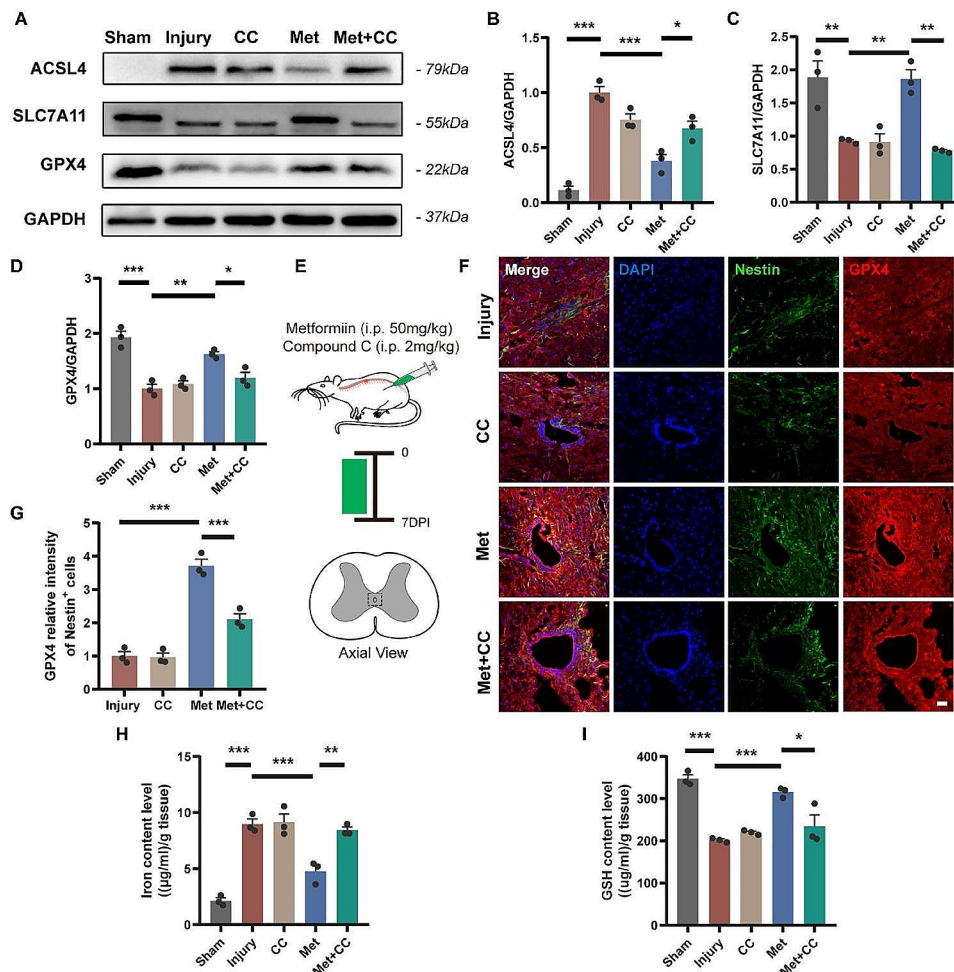 A
Sham Injury CC Met Met+CC
ACSL4 - 79kDa
SLC7A11 - 55kDa
GPX4 - 22kDa
GAPDH - 37kDa
B
*** *** *
ACSL4/GAPDH
1.5
1.0
0.5
0.0
Sham Injury CC Met Met+CC
C
** ** **
SLC7A11/GAPDH
2.5
2.0
1.5
1.0
0.5
0.0
Sham Injury CC Met Met+CC
D
*** ** *
GPX4/GAPDH
3
2
1
0
Sham Injury CC Met Met+CC
E
Metformiin (i.p. 50mg/kg)
Compound C (i.p. 2mg/kg)
0
7DPI
Axial View
F
Merge DAPI Nestin GPX4
Injury
CC
Met
Met+CC
G
*** ***
GPX4 relative intensity
of Nestin+ cells
5
4
3
2
1
0
Injury CC Met Met+CC
H
*** *** **
Iron content level
((μg/ml)/g tissue)
15
10
5
0
Sham Injury CC Met Met+CC
I
*** *** *
GSH content level
((μg/ml)/g tissue)
400
300
200
100
0
Sham Injury CC Met Met+CC